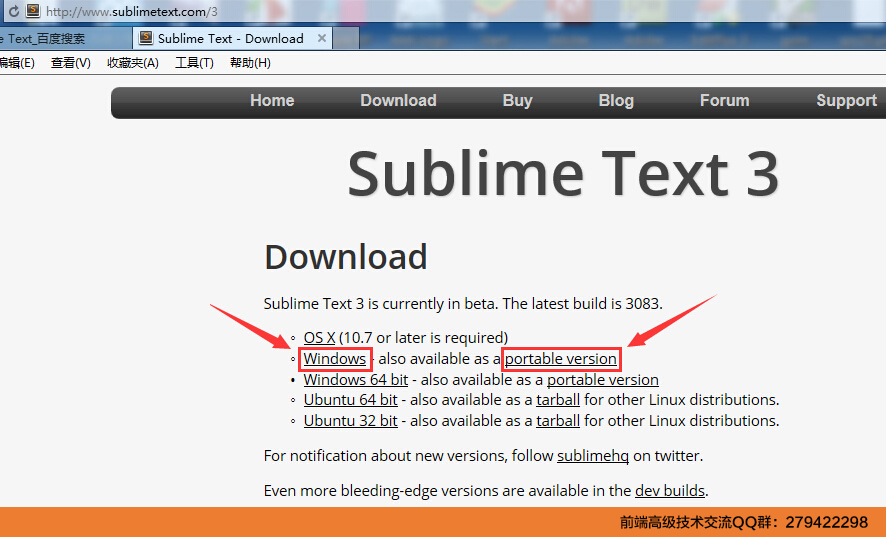 http://www.sublimetext.com/3
e Text_百度搜索
Sublime Text - Download
编辑(E) 查看(V) 收藏夹(A) 工具(T) 帮助(H)
Home Download Buy Blog Forum Support
Sublime Text 3
Download
Sublime Text 3 is currently in beta. The latest build is 3083.
OS X (10.7 or later is required)
Windows - also available as a portable version
Windows 64 bit - also available as a portable version
Ubuntu 64 bit - also available as a tarball for other Linux distributions.
Ubuntu 32 bit - also available as a tarball for other Linux distributions.
For notification about new versions, follow sublimehq on twitter.
Even more bleeding-edge versions are available in the dev builds.
前端高级技术交流QQ群：279422298